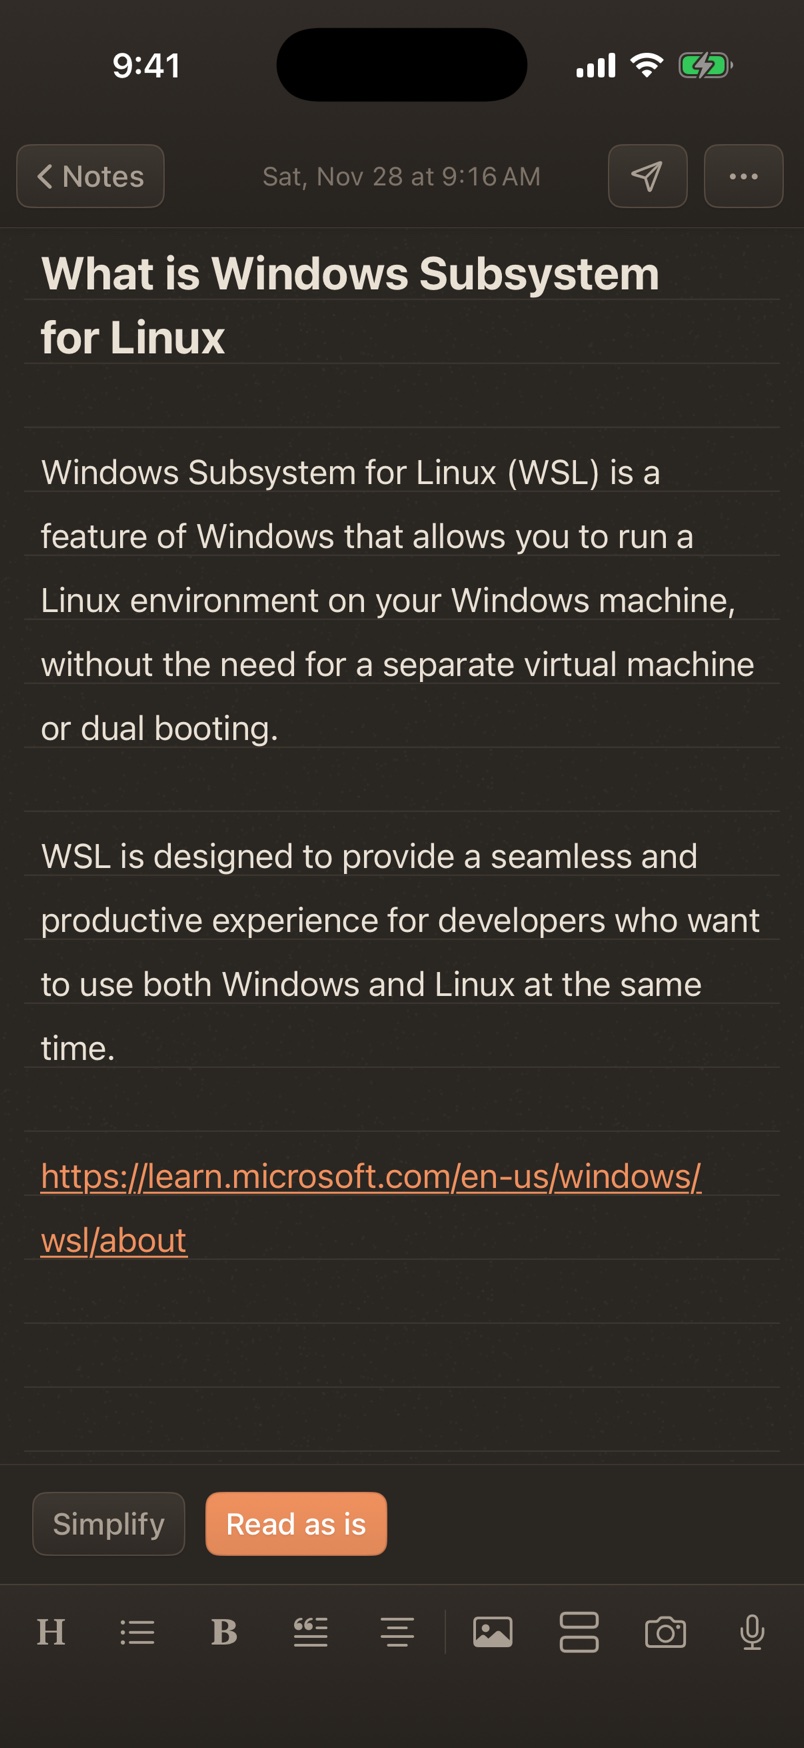 9:41
Notes
Sat, Nov 28 at 9:16 AM
What is Windows Subsystem
for Linux
Windows Subsystem for Linux (WSL) is a
feature of Windows that allows you to run a
Linux environment on your Windows machine,
without the need for a separate virtual machine
or dual booting.
WSL is designed to provide a seamless and
productive experience for developers who want
to use both Windows and Linux at the same
time.
https://learn.microsoft.com/en-us/windows/
wsl/about
Simplify
Read as is
H
B